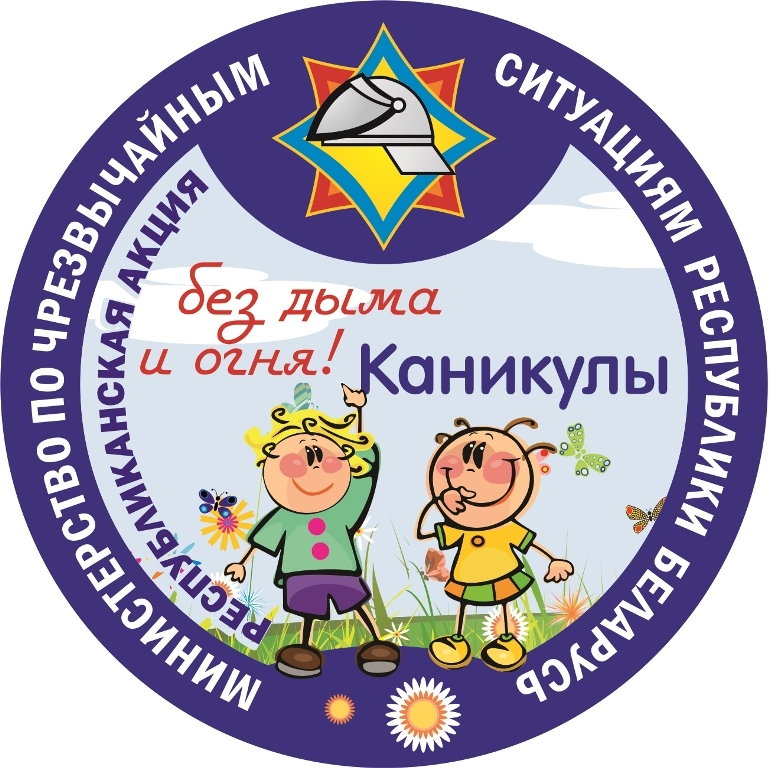 МИНИСТЕРСТВО ПО ЧРЕЗВЫЧАЙНЫМ СИТУАЦИЯМ РЕСПУБЛИКИ БЕЛАРУСЬ
РЕСПУБЛИКАНСКАЯ АКЦИЯ
без дыма
и огня!
Каникулы